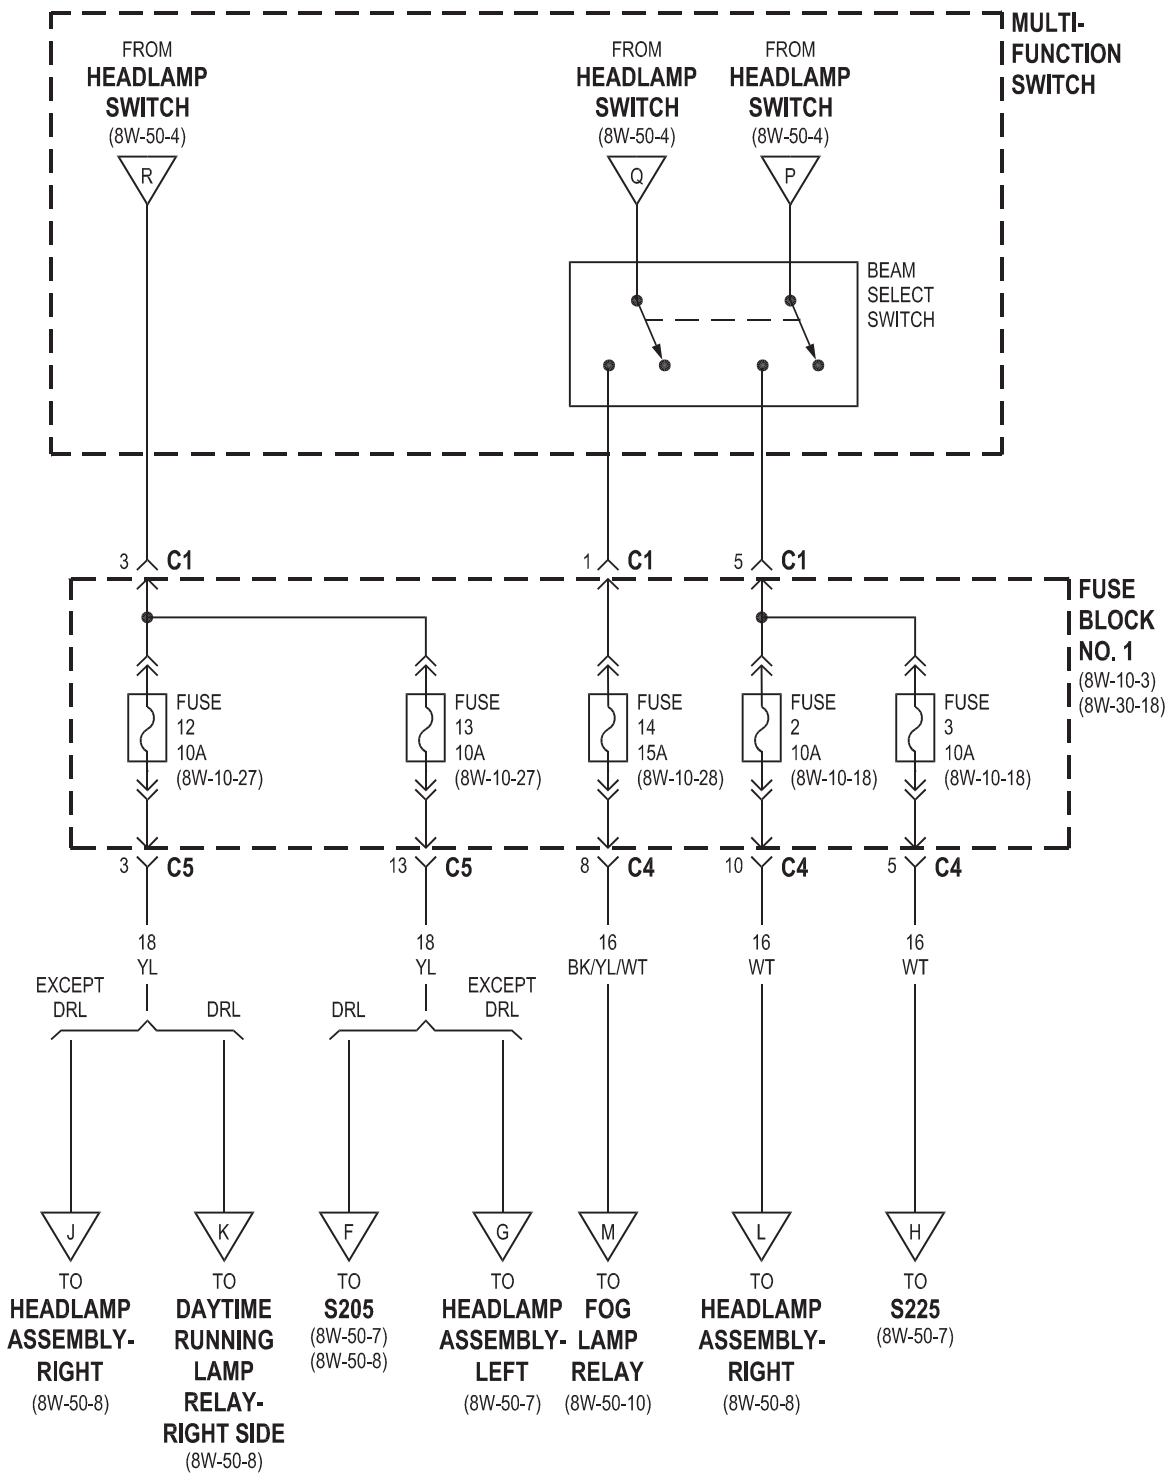 MULTI-
FUNCTION
SWITCH
FROM
HEADLAMP
SWITCH
(8W-50-4)
R
FROM
HEADLAMP
SWITCH
(8W-50-4)
Q
FROM
HEADLAMP
SWITCH
(8W-50-4)
P
BEAM
SELECT
SWITCH
3 C1
1 C1
5 C1
FUSE
BLOCK
NO. 1
(8W-10-3)
(8W-30-18)
FUSE
12
10A
(8W-10-27)
FUSE
13
10A
(8W-10-27)
FUSE
14
15A
(8W-10-28)
FUSE
2
10A
(8W-10-18)
FUSE
3
10A
(8W-10-18)
3 C5
13 C5
8 C4
10 C4
5 C4
18
YL
18
YL
16
BK/YL/WT
16
WT
16
WT
EXCEPT
DRL
DRL
DRL
EXCEPT
DRL
J
TO
HEADLAMP
ASSEMBLY-
RIGHT
(8W-50-8)
K
TO
DAYTIME
RUNNING
LAMP
RELAY-
RIGHT SIDE
(8W-50-8)
F
TO
S205
(8W-50-7)
(8W-50-8)
G
TO
HEADLAMP
ASSEMBLY-
LEFT
(8W-50-7)
M
TO
FOG
LAMP
RELAY
(8W-50-10)
L
TO
HEADLAMP
ASSEMBLY-
RIGHT
(8W-50-8)
H
TO
S225
(8W-50-7)